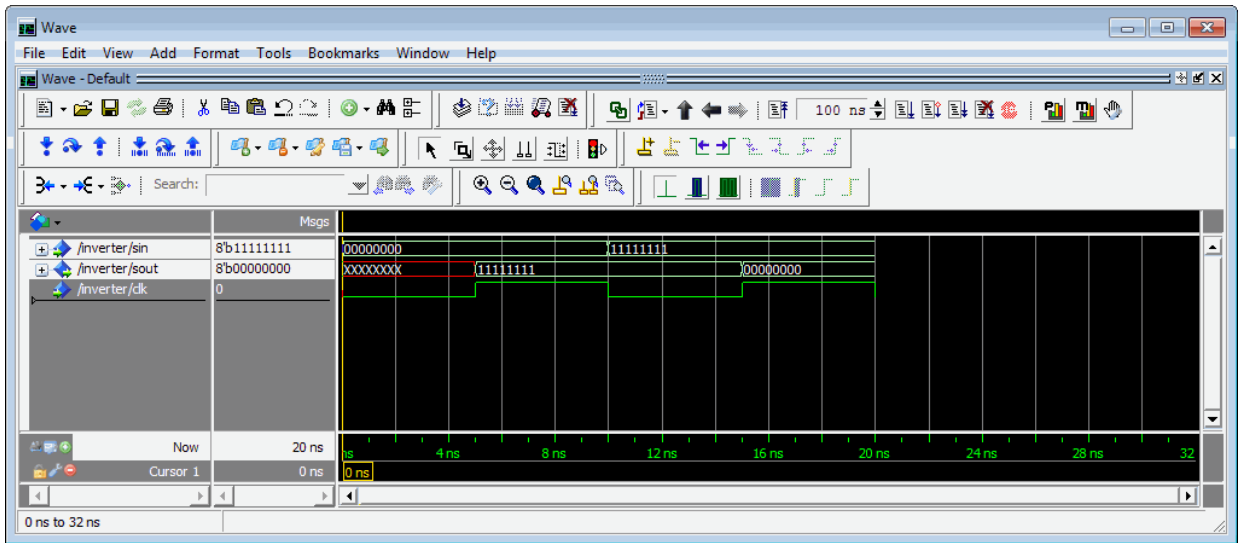 Wave
File Edit View Add Format Tools Bookmarks Window Help
Wave - Default
100 ns
Search:
Msgs
/inverter/sin 8'b11111111 00000000 11111111
/inverter/sout 8'b00000000 XXXXXXXX 11111111 00000000
/inverter/clk 0
Now 20 ns ns 4 ns 8 ns 12 ns 16 ns 20 ns 24 ns 28 ns 32
Cursor 1 0 ns 0 ns
0 ns to 32 ns